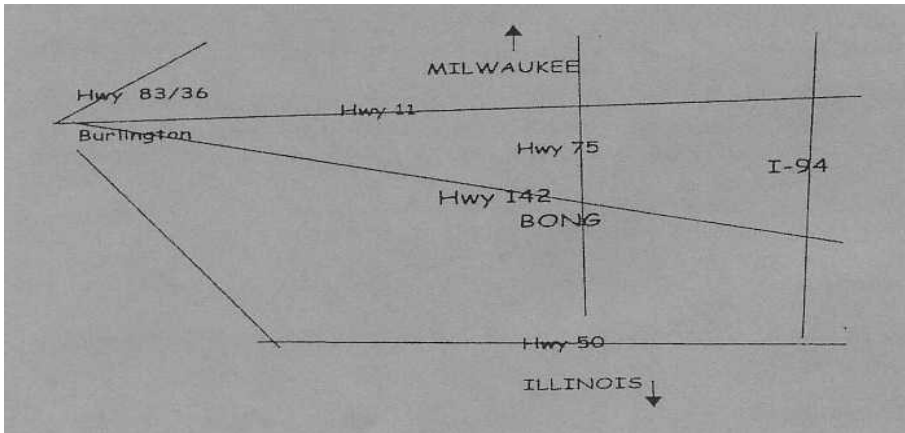 MILWAUKEE
Hwy 83/36
Hwy 11
Burlington
Hwy 75
I-94
Hwy 142
BONG
Hwy 50
ILLINOIS